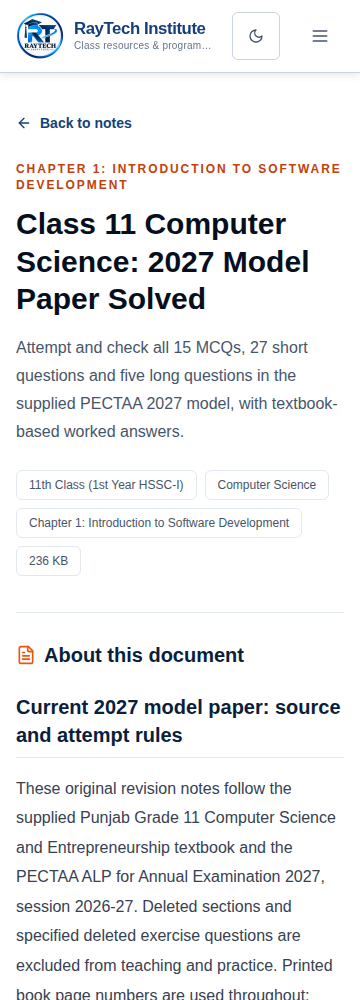 RAYTECH
RayTech Institute
Class resources & program...
Back to notes
CHAPTER 1: INTRODUCTION TO SOFTWARE
DEVELOPMENT
Class 11 Computer
Science: 2027 Model
Paper Solved
Attempt and check all 15 MCQs, 27 short
questions and five long questions in the
supplied PECTAA 2027 model, with textbook-
based worked answers.
11th Class (1st Year HSSC-I)
Computer Science
Chapter 1: Introduction to Software Development
236 KB
About this document
Current 2027 model paper: source
and attempt rules
These original revision notes follow the
supplied Punjab Grade 11 Computer Science
and Entrepreneurship textbook and the
PECTAA ALP for Annual Examination 2027,
session 2026-27. Deleted sections and
specified deleted exercise questions are
excluded from teaching and practice. Printed
book page numbers are used throughout;